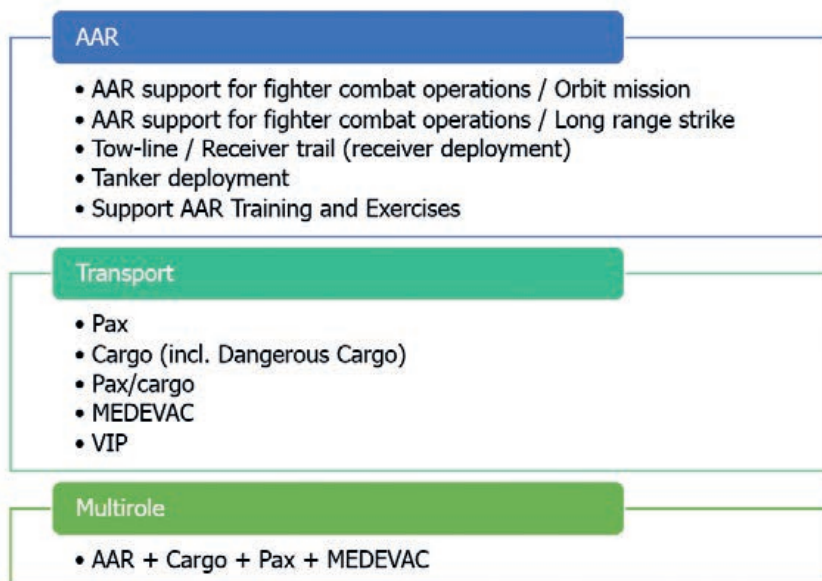 AAR
• AAR support for fighter combat operations / Orbit mission
• AAR support for fighter combat operations / Long range strike
• Tow-line / Receiver trail (receiver deployment)
• Tanker deployment
• Support AAR Training and Exercises
Transport
• Pax
• Cargo (incl. Dangerous Cargo)
• Pax/cargo
• MEDEVAC
• VIP
Multirole
• AAR + Cargo + Pax + MEDEVAC